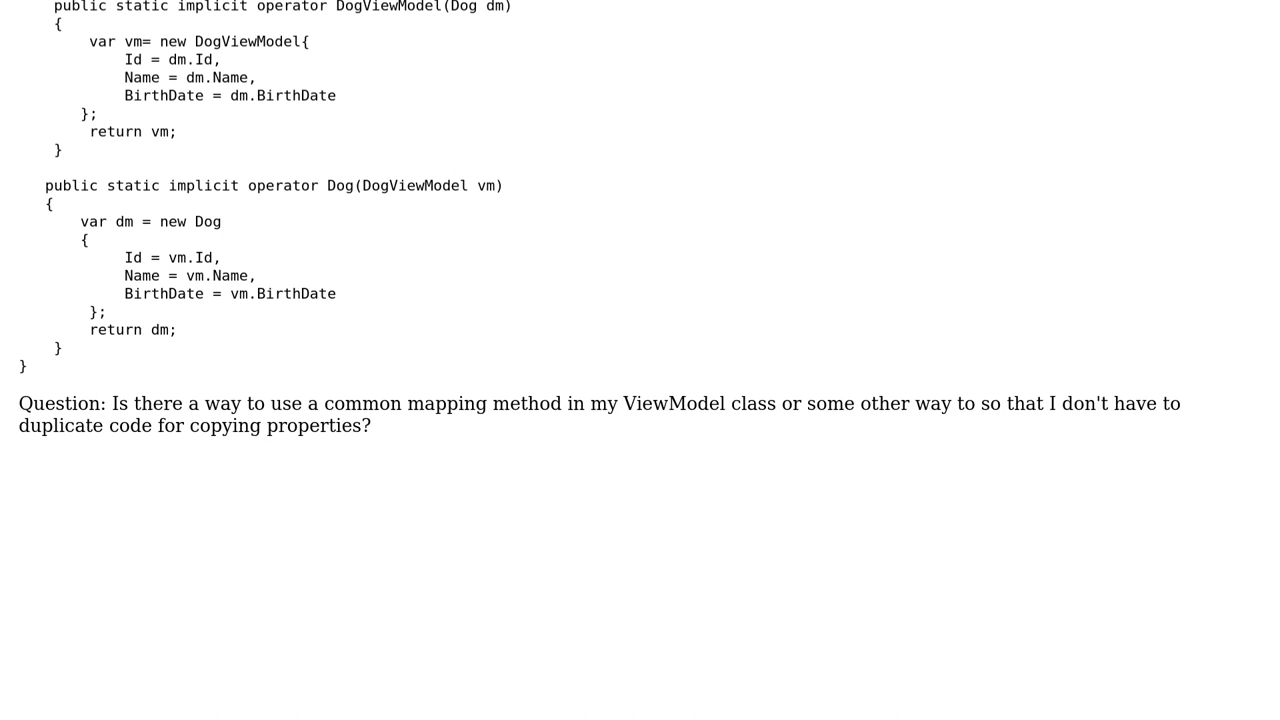 public static implicit operator DogViewModel(Dog dm)
{
var vm= new DogViewModel{
Id = dm.Id,
Name = dm.Name,
BirthDate = dm.BirthDate
};
return vm;
}
public static implicit operator Dog(DogViewModel vm)
{
var dm = new Dog
{
Id = vm.Id,
Name = vm.Name,
BirthDate = vm.BirthDate
};
return dm;
}
}
Question: Is there a way to use a common mapping method in my ViewModel class or some other way to so that I don't have to
duplicate code for copying properties?